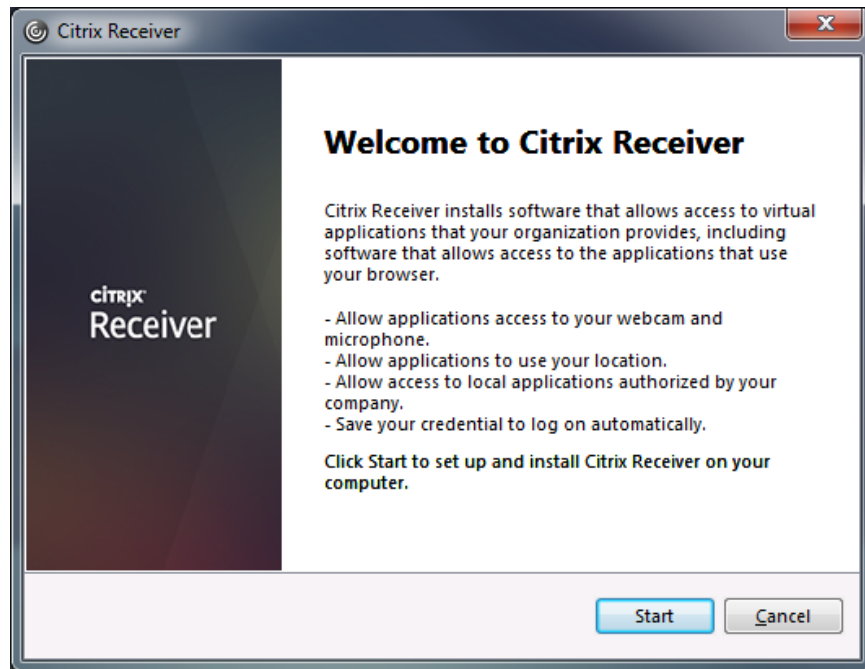 Citrix Receiver
Welcome to Citrix Receiver
Citrix Receiver installs software that allows access to virtual
applications that your organization provides, including
software that allows access to the applications that use
your browser.
CITRIX
Receiver
- Allow applications access to your webcam and
microphone.
- Allow applications to use your location.
- Allow access to local applications authorized by your
company.
- Save your credential to log on automatically.
Click Start to set up and install Citrix Receiver on your
computer.
Start
Cancel